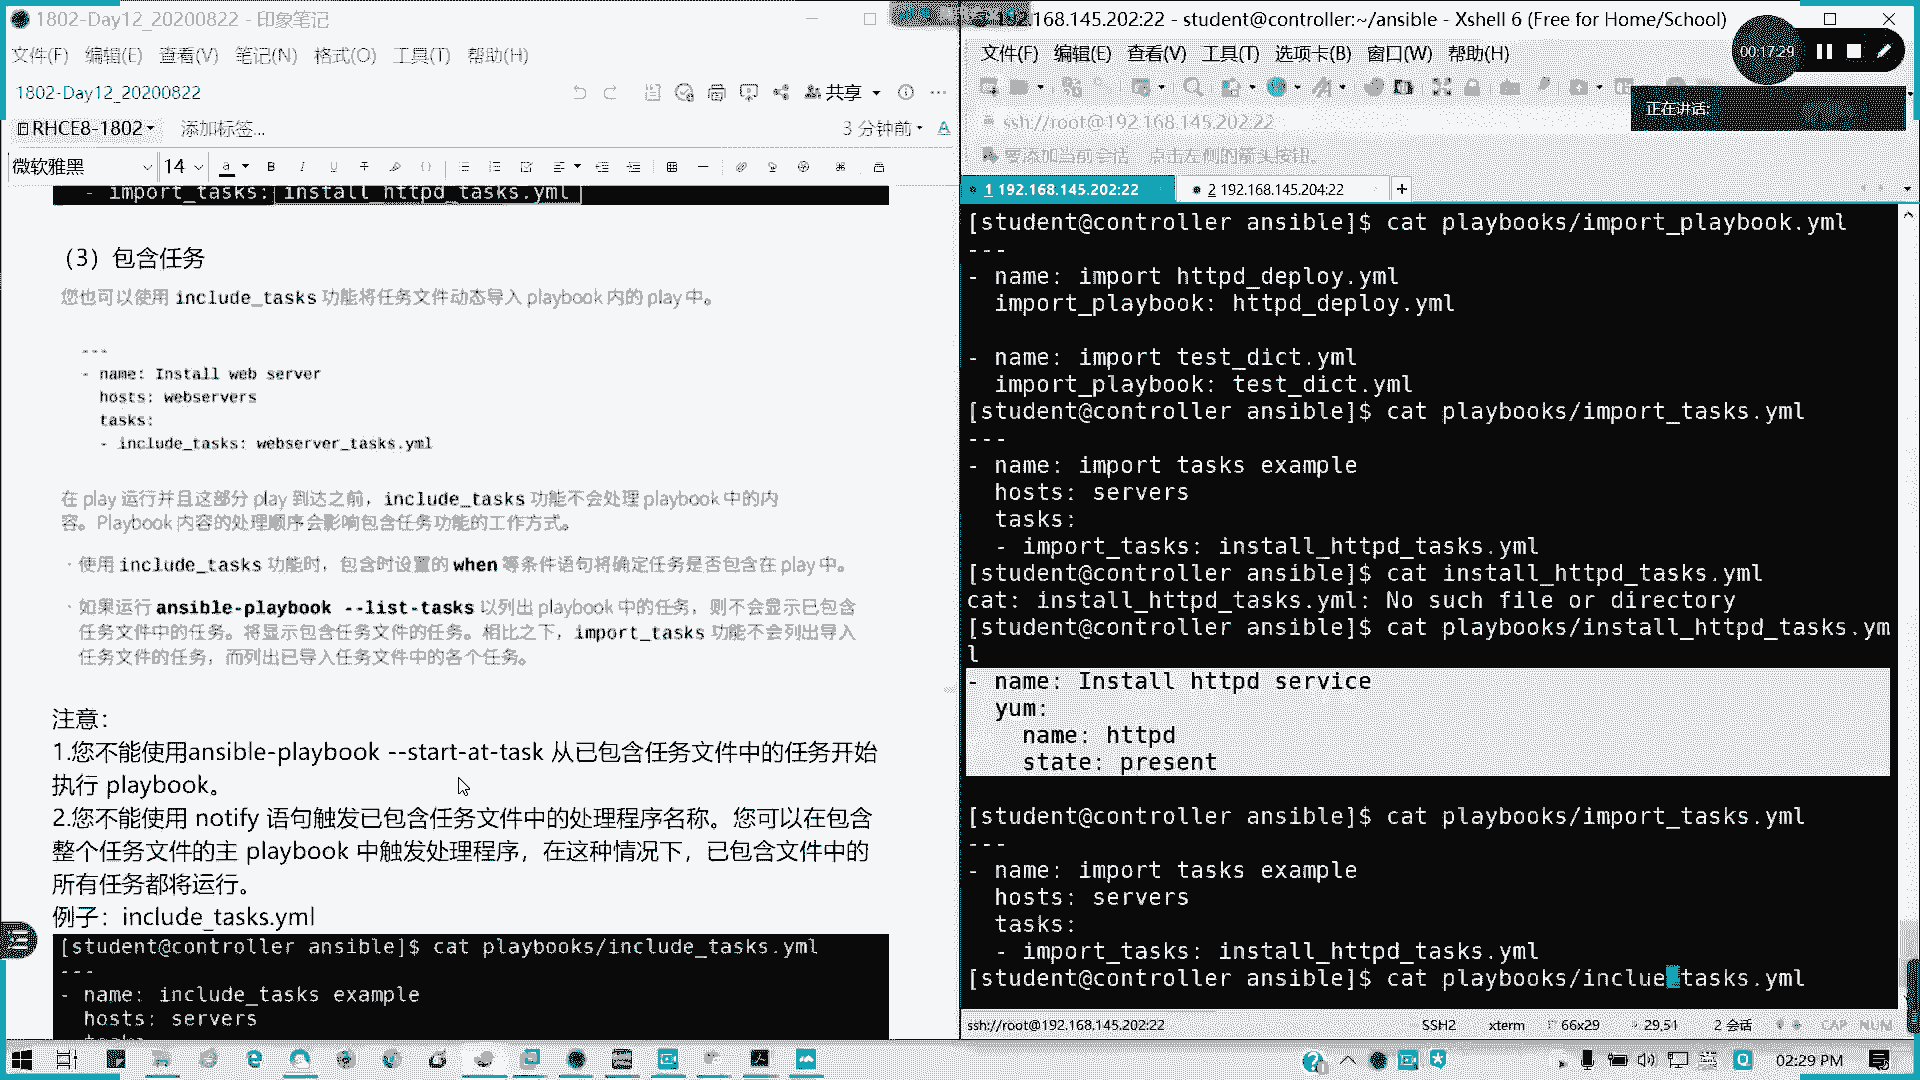 1802-Day12_20200822 - 印象笔记
文件(F) 编辑(E) 查看(V) 笔记(N) 格式(O) 工具(T) 帮助(H)
1802-Day12_20200822
共享
RHCE8-1802
添加标签...
3 分钟前
微软雅黑
14
- import_tasks: install_httpd_tasks.yml
（3）包含任务
您也可以使用 include_tasks 功能将任务文件动态导入 playbook 内的 play 中。
---
- name: Install web server
hosts: webservers
tasks:
- include_tasks: webserver_tasks.yml
在 play 运行并且这部分 play 到达之前，include_tasks 功能不会处理 playbook 中的内
容。Playbook 内容的处理顺序会影响包含任务功能的工作方式。
· 使用 include_tasks 功能时，包含时设置的 when 等条件语句将确定任务是否包含在 play 中。
· 如果运行 ansible-playbook --list-tasks 以列出 playbook 中的任务，则不会显示已包含
任务文件中的任务。将显示包含任务文件的任务。相比之下，import_tasks 功能不会列出导入
任务文件的任务，而列出已导入任务文件中的各个任务。
注意：
1.您不能使用ansible-playbook --start-at-task 从已包含任务文件中的任务开始
执行 playbook。
2.您不能使用 notify 语句触发已包含任务文件中的处理程序名称。您可以在包含
整个任务文件的主 playbook 中触发处理程序，在这种情况下，已包含文件中的
所有任务都将运行。
例子：include_tasks.yml
[student@controller ansible]$ cat playbooks/include_tasks.yml
---
- name: include_tasks example
hosts: servers
192.168.145.202:22 - student@controller:~/ansible - Xshell 6 (Free for Home/School)
文件(F) 编辑(E) 查看(V) 工具(T) 选项卡(B) 窗口(W) 帮助(H)
00:17:29
正在讲话:
ssh://root@192.168.145.202:22
要添加当前会话，点击左侧的箭头按钮。
1 192.168.145.202:22
2 192.168.145.204:22
[student@controller ansible]$ cat playbooks/import_playbook.yml
---
- name: import httpd_deploy.yml
import_playbook: httpd_deploy.yml
- name: import test_dict.yml
import_playbook: test_dict.yml
[student@controller ansible]$ cat playbooks/import_tasks.yml
---
- name: import tasks example
hosts: servers
tasks:
- import_tasks: install_httpd_tasks.yml
[student@controller ansible]$ cat install_httpd_tasks.yml
cat: install_httpd_tasks.yml: No such file or directory
[student@controller ansible]$ cat playbooks/install_httpd_tasks.ym
l
- name: Install httpd service
yum:
name: httpd
state: present
[student@controller ansible]$ cat playbooks/import_tasks.yml
---
- name: import tasks example
hosts: servers
tasks:
- import_tasks: install_httpd_tasks.yml
[student@controller ansible]$ cat playbooks/inclue_tasks.yml
ssh://root@192.168.145.202:22
SSH2
xterm
66x29
29,51
2 会话
CAP NUM
02:29 PM